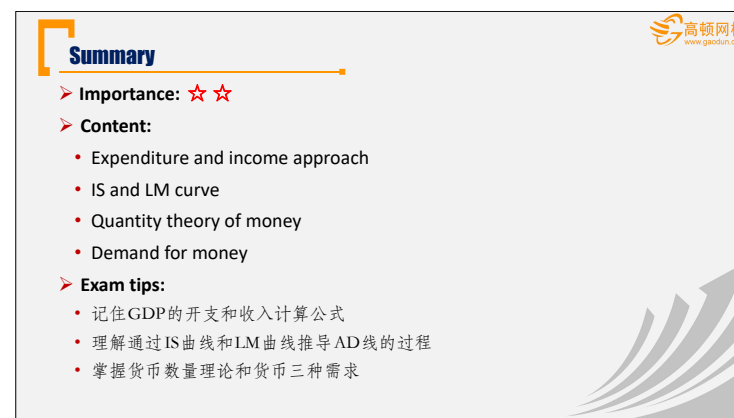 高顿网校
www.gaodun.c
Summary
➢ Importance: ☆ ☆
➢ Content:
• Expenditure and income approach
• IS and LM curve
• Quantity theory of money
• Demand for money
➢ Exam tips:
• 记住GDP的开支和收入计算公式
• 理解通过IS曲线和LM曲线推导AD线的过程
• 掌握货币数量理论和货币三种需求